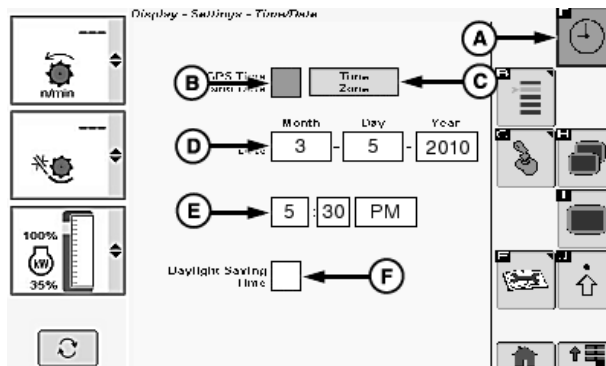 Display - Settings - Time/Date
---
n/min
---
100%
kW
35%
A
B
GPS Time
Time
Zone
C
Month Day Year
D
3 - 5 - 2010
E
5 : 30 PM
Daylight Saving
Time
F
F
H
I
J